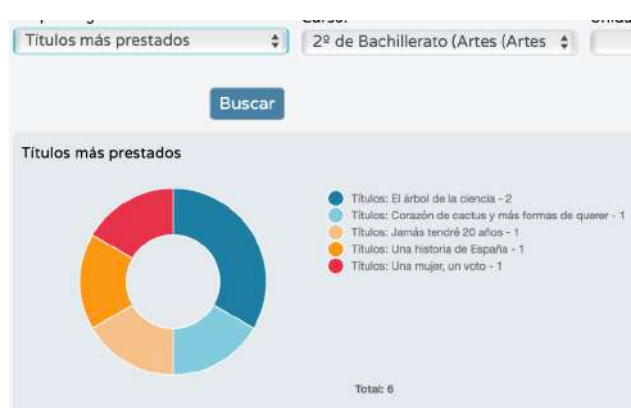 Títulos más prestados
2º de Bachillerato (Artes (Artes
Buscar
Títulos más prestados
Títulos: El árbol de la ciencia - 2
Títulos: Corazón de cactus y más formas de querer - 1
Títulos: Jamás tendré 20 años - 1
Títulos: Una historia de España - 1
Títulos: Una mujer, un voto - 1
Total: 6